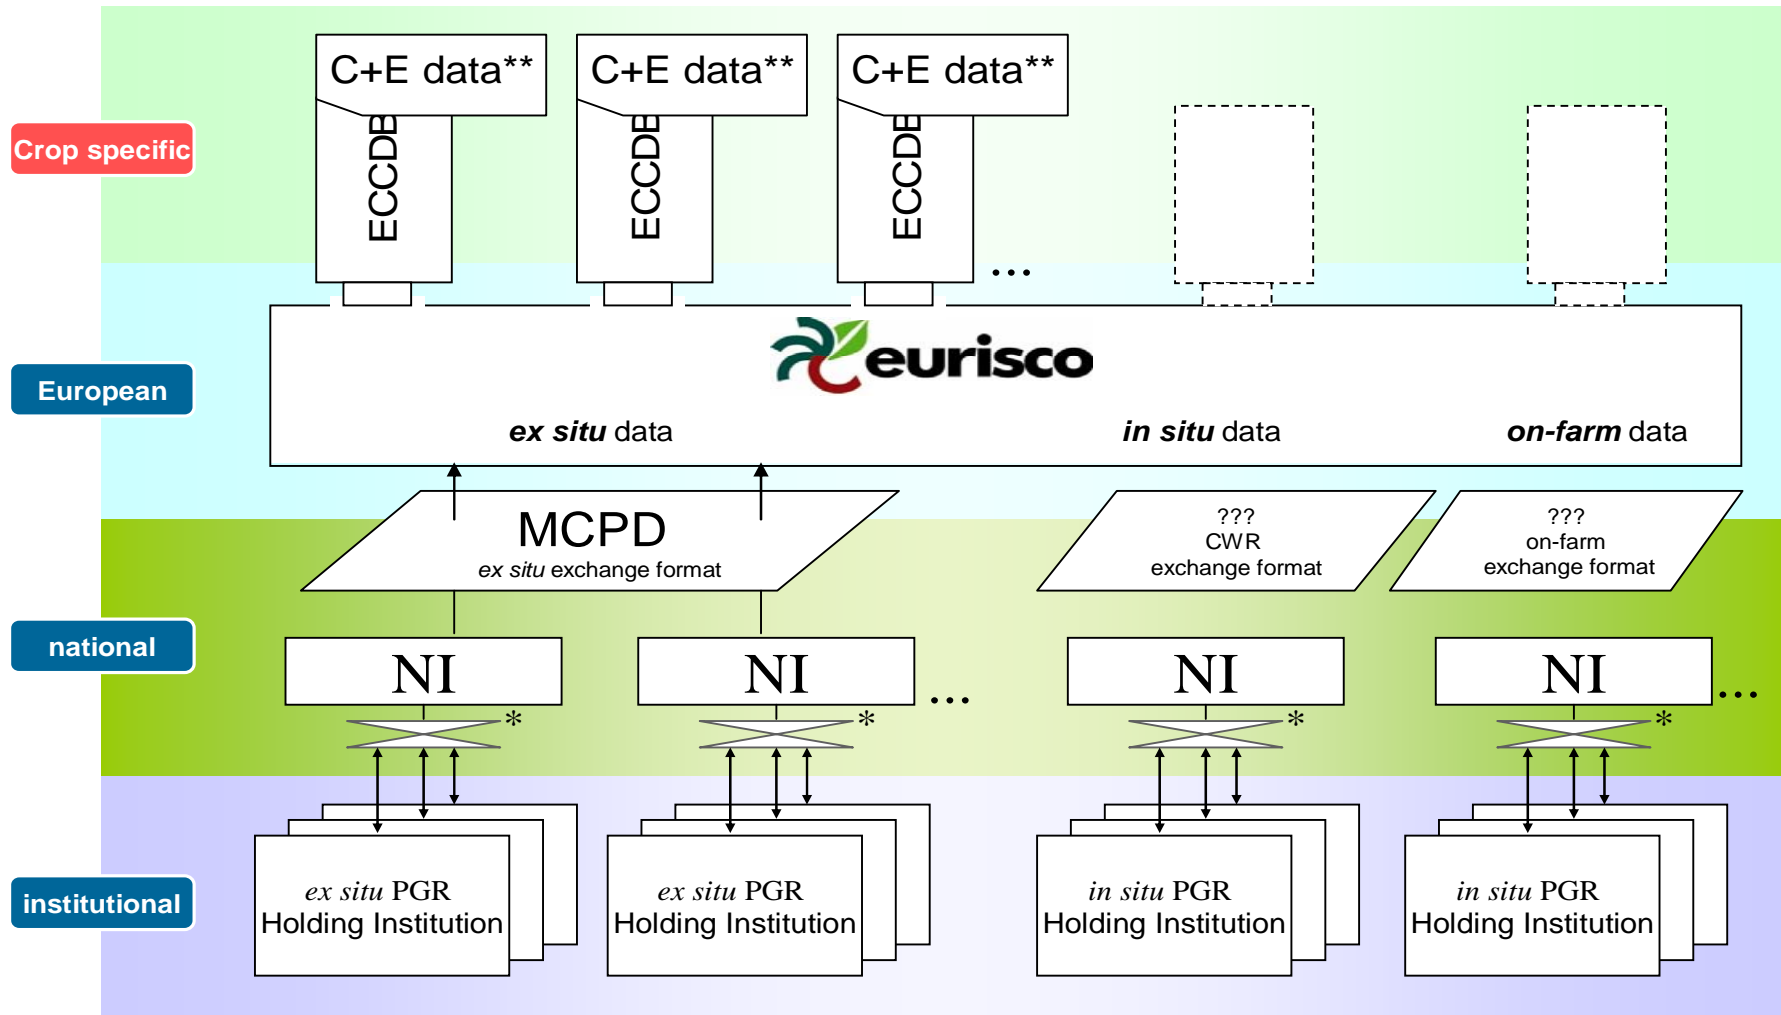 C+E data**
C+E data**
C+E data**
Crop specific
ECCDB
ECCDB
ECCDB
...
eurisco
European
ex situ data
in situ data
on-farm data
MCPD
ex situ exchange format
???
CWR
exchange format
???
on-farm
exchange format
national
NI
NI
...
NI
NI
...
*
*
*
*
institutional
ex situ PGR
Holding Institution
ex situ PGR
Holding Institution
in situ PGR
Holding Institution
in situ PGR
Holding Institution